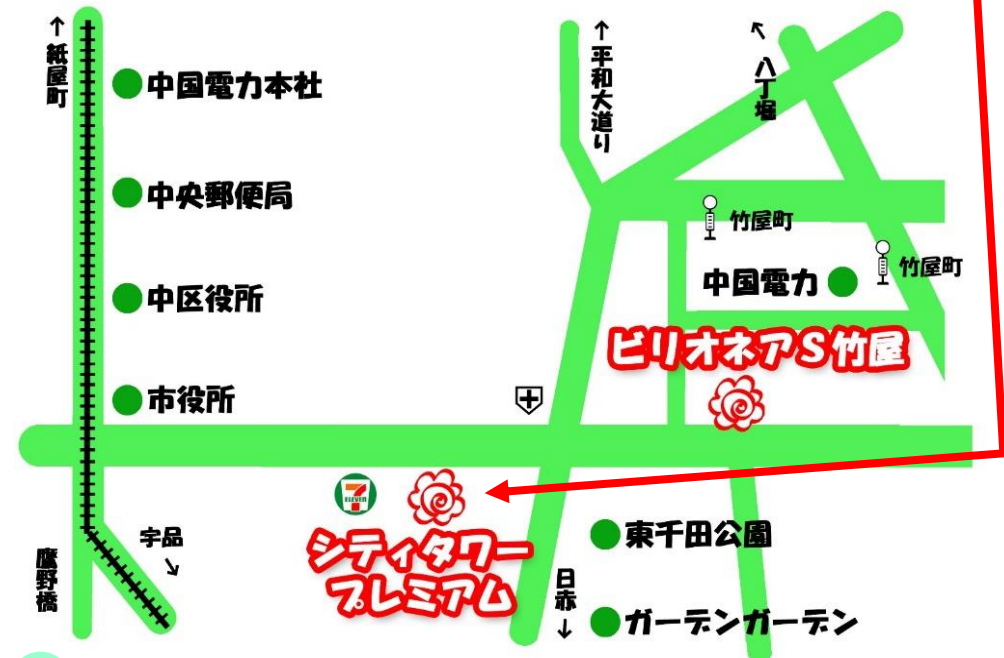 ↑紙屋町
中国電力本社
中央郵便局
中区役所
市役所
↑平和大道り
↑八丁堀
竹屋町
竹屋町
中国電力
ビリオネアS竹屋
7
ELEVEN
シティタワー
プレミアム
宇品
↓
鷹野橋
日赤↓
東千田公園
ガーデンガーデン